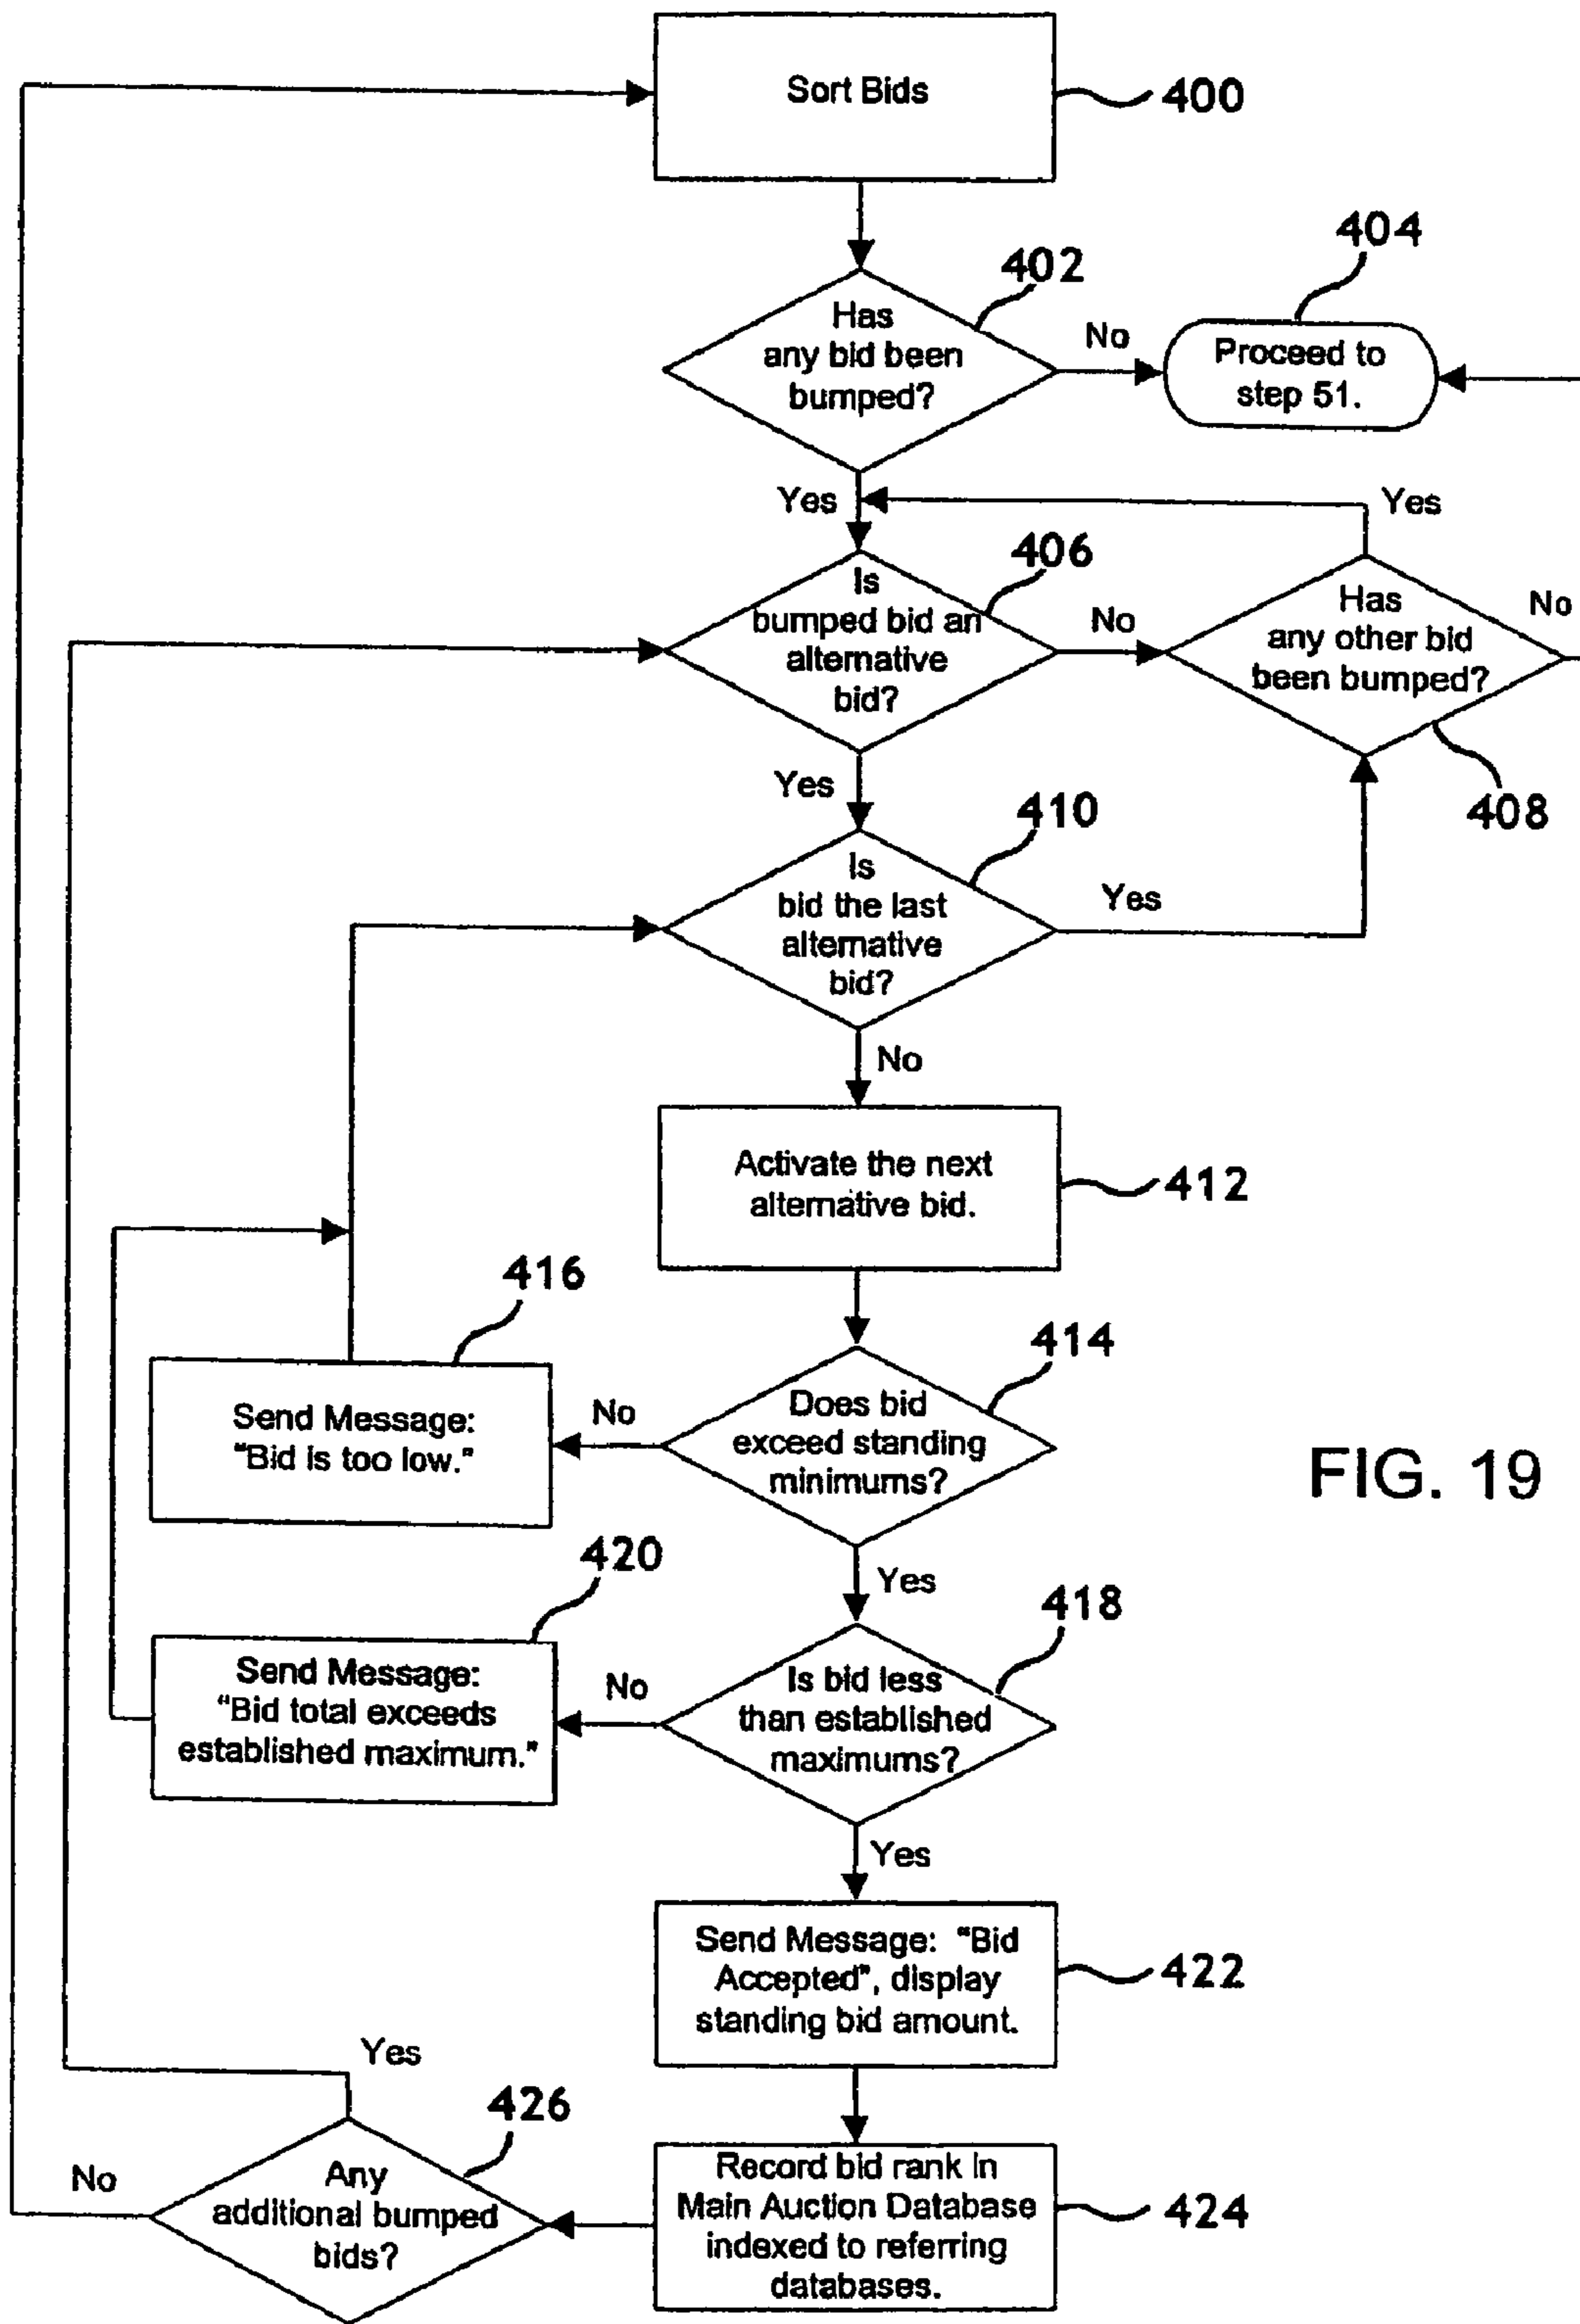 Sort Bids
400
404
402
Has
any bid been
bumped?
No
Proceed to
step 51.
Yes
Yes
406
Is
bumped bid an
alternative
bid?
No
Has
any other bid
been bumped?
No
408
Yes
410
Is
bid the last
alternative
bid?
Yes
No
Activate the next
alternative bid.
412
416
414
Send Message:
"Bid is too low."
No
Does bid
exceed standing
minimums?
FIG. 19
420
Yes
418
Send Message:
"Bid total exceeds
established maximum."
No
Is bid less
than established
maximums?
Yes
Send Message: "Bid
Accepted", display
standing bid amount.
422
Yes
426
No
Any
additional bumped
bids?
Record bid rank in
Main Auction Database
indexed to referring
databases.
424